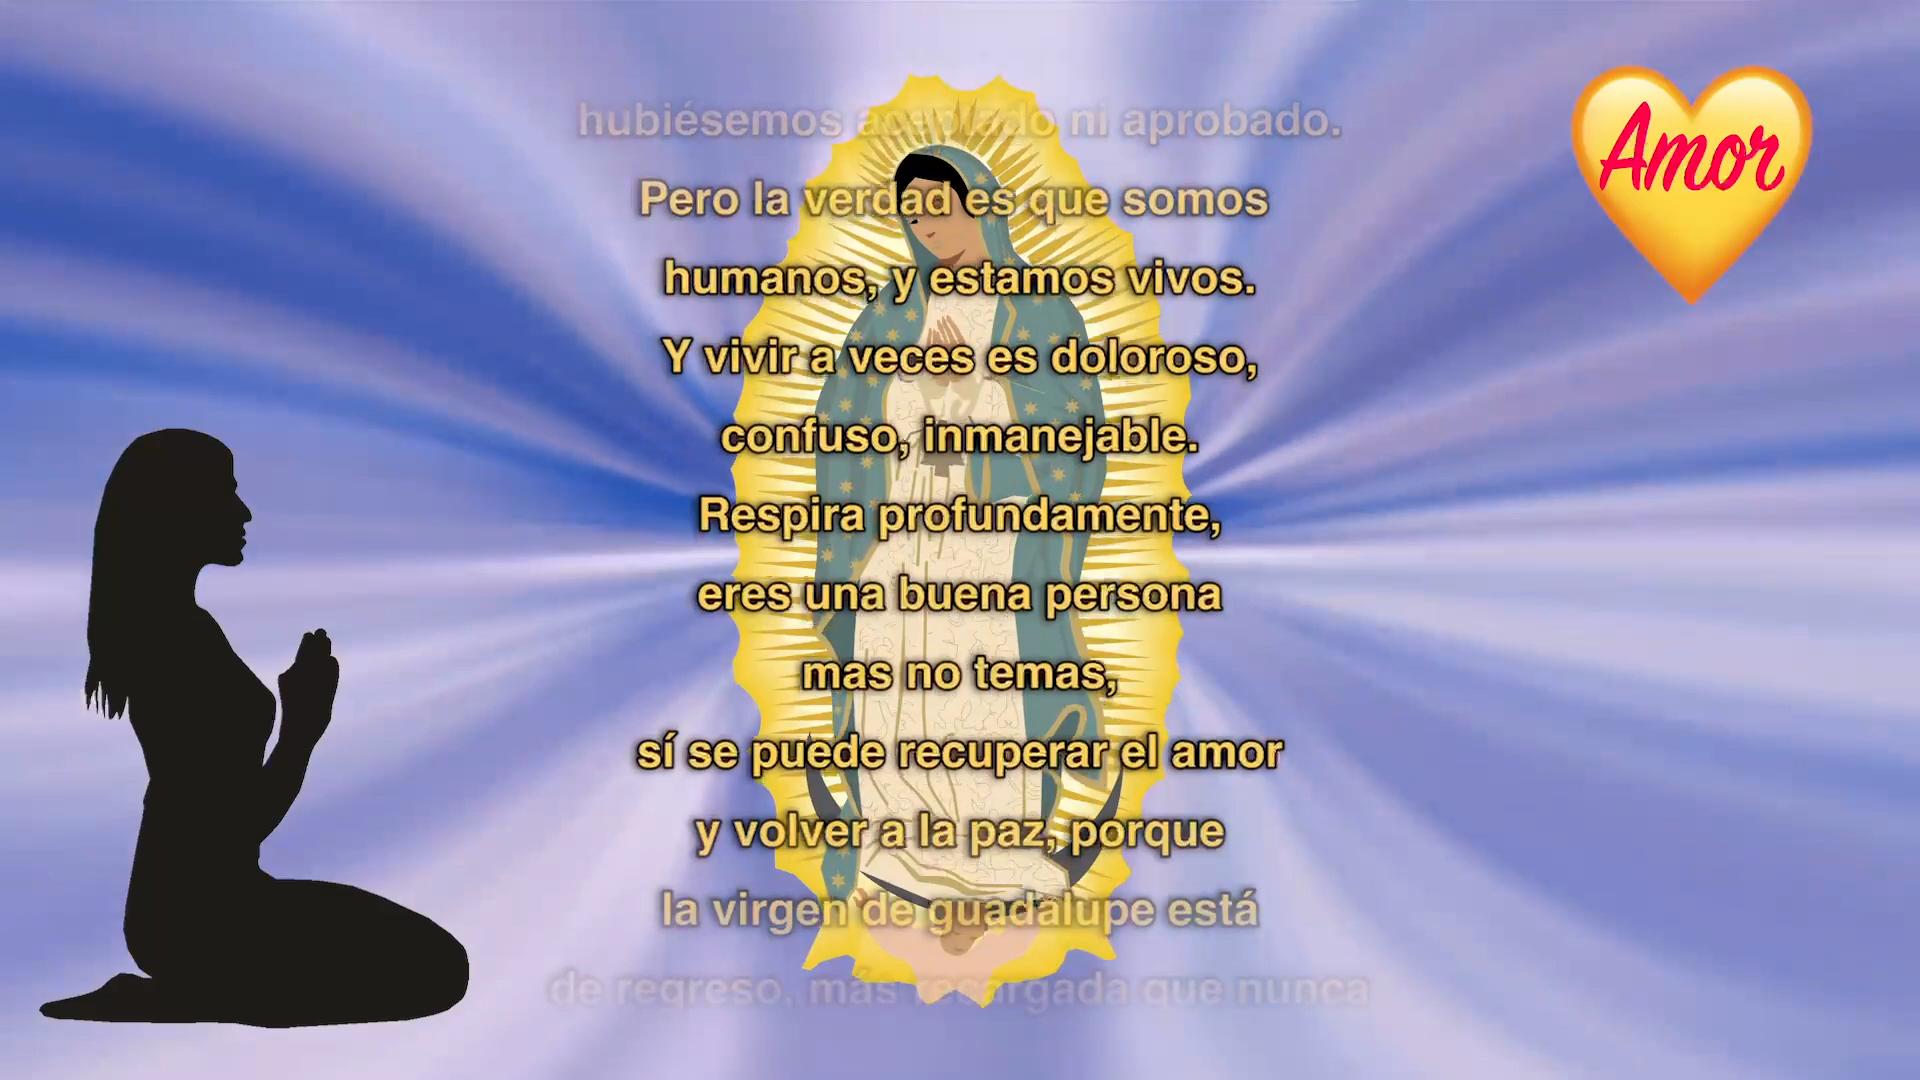 hubiésemos aceptado ni aprobado.
Pero la verdad es que somos
humanos, y estamos vivos.
Y vivir a veces es doloroso,
confuso, inmanejable.
Respira profundamente,
eres una buena persona
mas no temas,
sí se puede recuperar el amor
y volver a la paz, porque
la virgen de guadalupe está
de regreso, más recargada que nunca
Amor